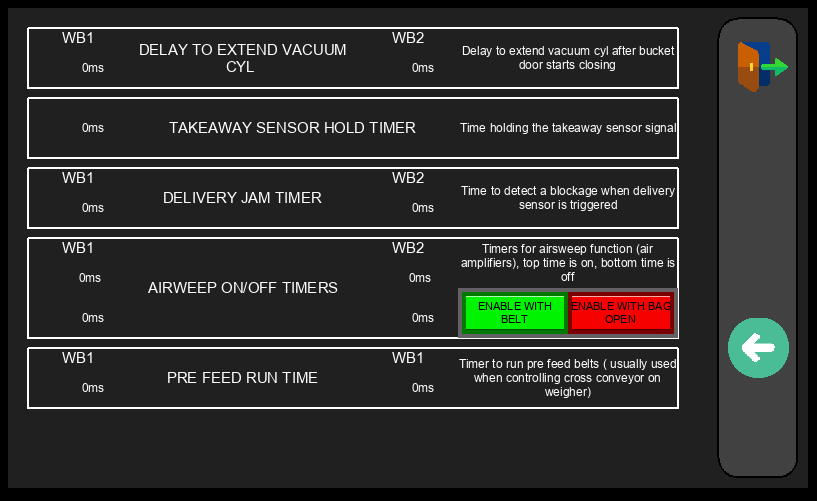 WB1
WB2
DELAY TO EXTEND VACUUM
CYL
0ms
0ms
Delay to extend vacuum cyl after bucket
door starts closing
0ms
TAKEAWAY SENSOR HOLD TIMER
Time holding the takeaway sensor signal
WB1
WB2
DELIVERY JAM TIMER
0ms
0ms
Time to detect a blockage when delivery
sensor is triggered
WB1
WB2
0ms
0ms
AIRWEEP ON/OFF TIMERS
0ms
0ms
Timers for airsweep function (air
amplifiers), top time is on, bottom time is
off
ENABLE WITH
BELT
ENABLE WITH BAG
OPEN
WB1
WB1
PRE FEED RUN TIME
0ms
0ms
Timer to run pre feed belts ( usually used
when controlling cross conveyor on
weigher)